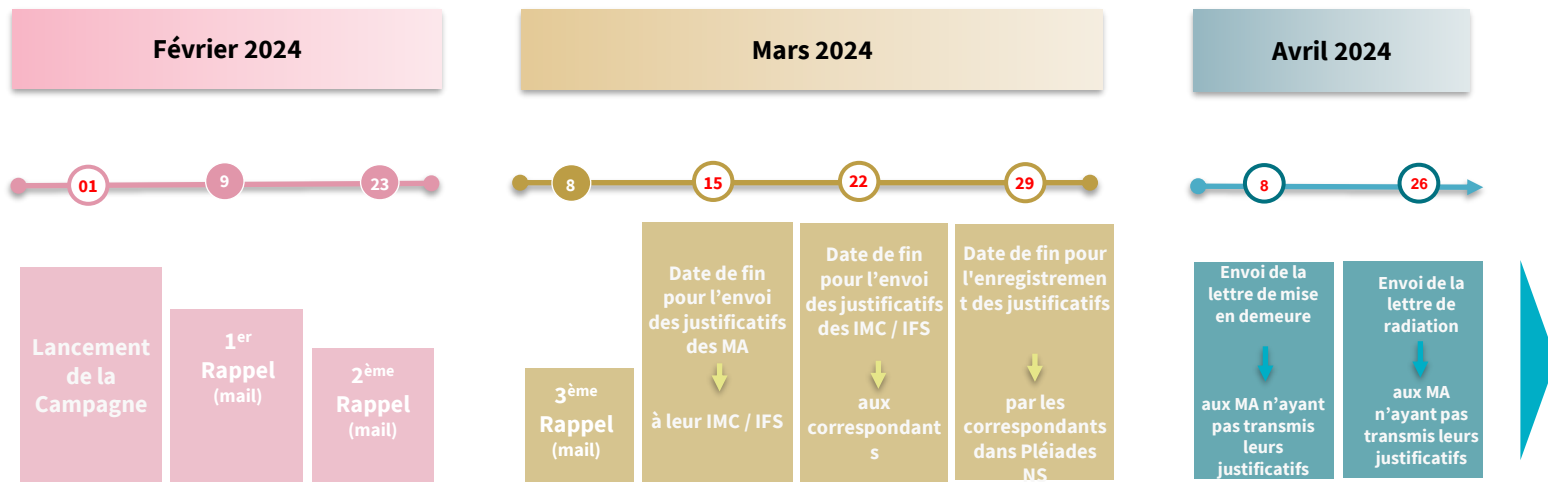 Février 2024
01
9
23
Lancement
de la
Campagne
1er
Rappel
(mail)
2ème
Rappel
(mail)
Mars 2024
8
15
22
29
3ème
Rappel
(mail)
Date de fin
pour l’envoi
des justificatifs
des MA
à leur IMC / IFS
Date de fin
pour l’envoi
des justificatifs
des IMC / IFS
aux
correspondant
s
Date de fin pour
l'enregistremen
t des justificatifs
par les
correspondants
dans Pléiades
NS
Avril 2024
8
26
Envoi de la
lettre de mise
en demeure
aux MA n’ayant
pas transmis
leurs
justificatifs
Envoi de la
lettre de
radiation
aux MA
n’ayant pas
transmis leurs
justificatifs